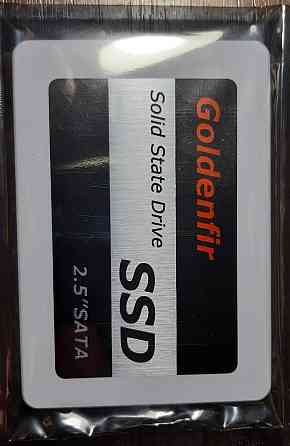 Goldenfir
Solid State Drive
SSD
2.5"SATA